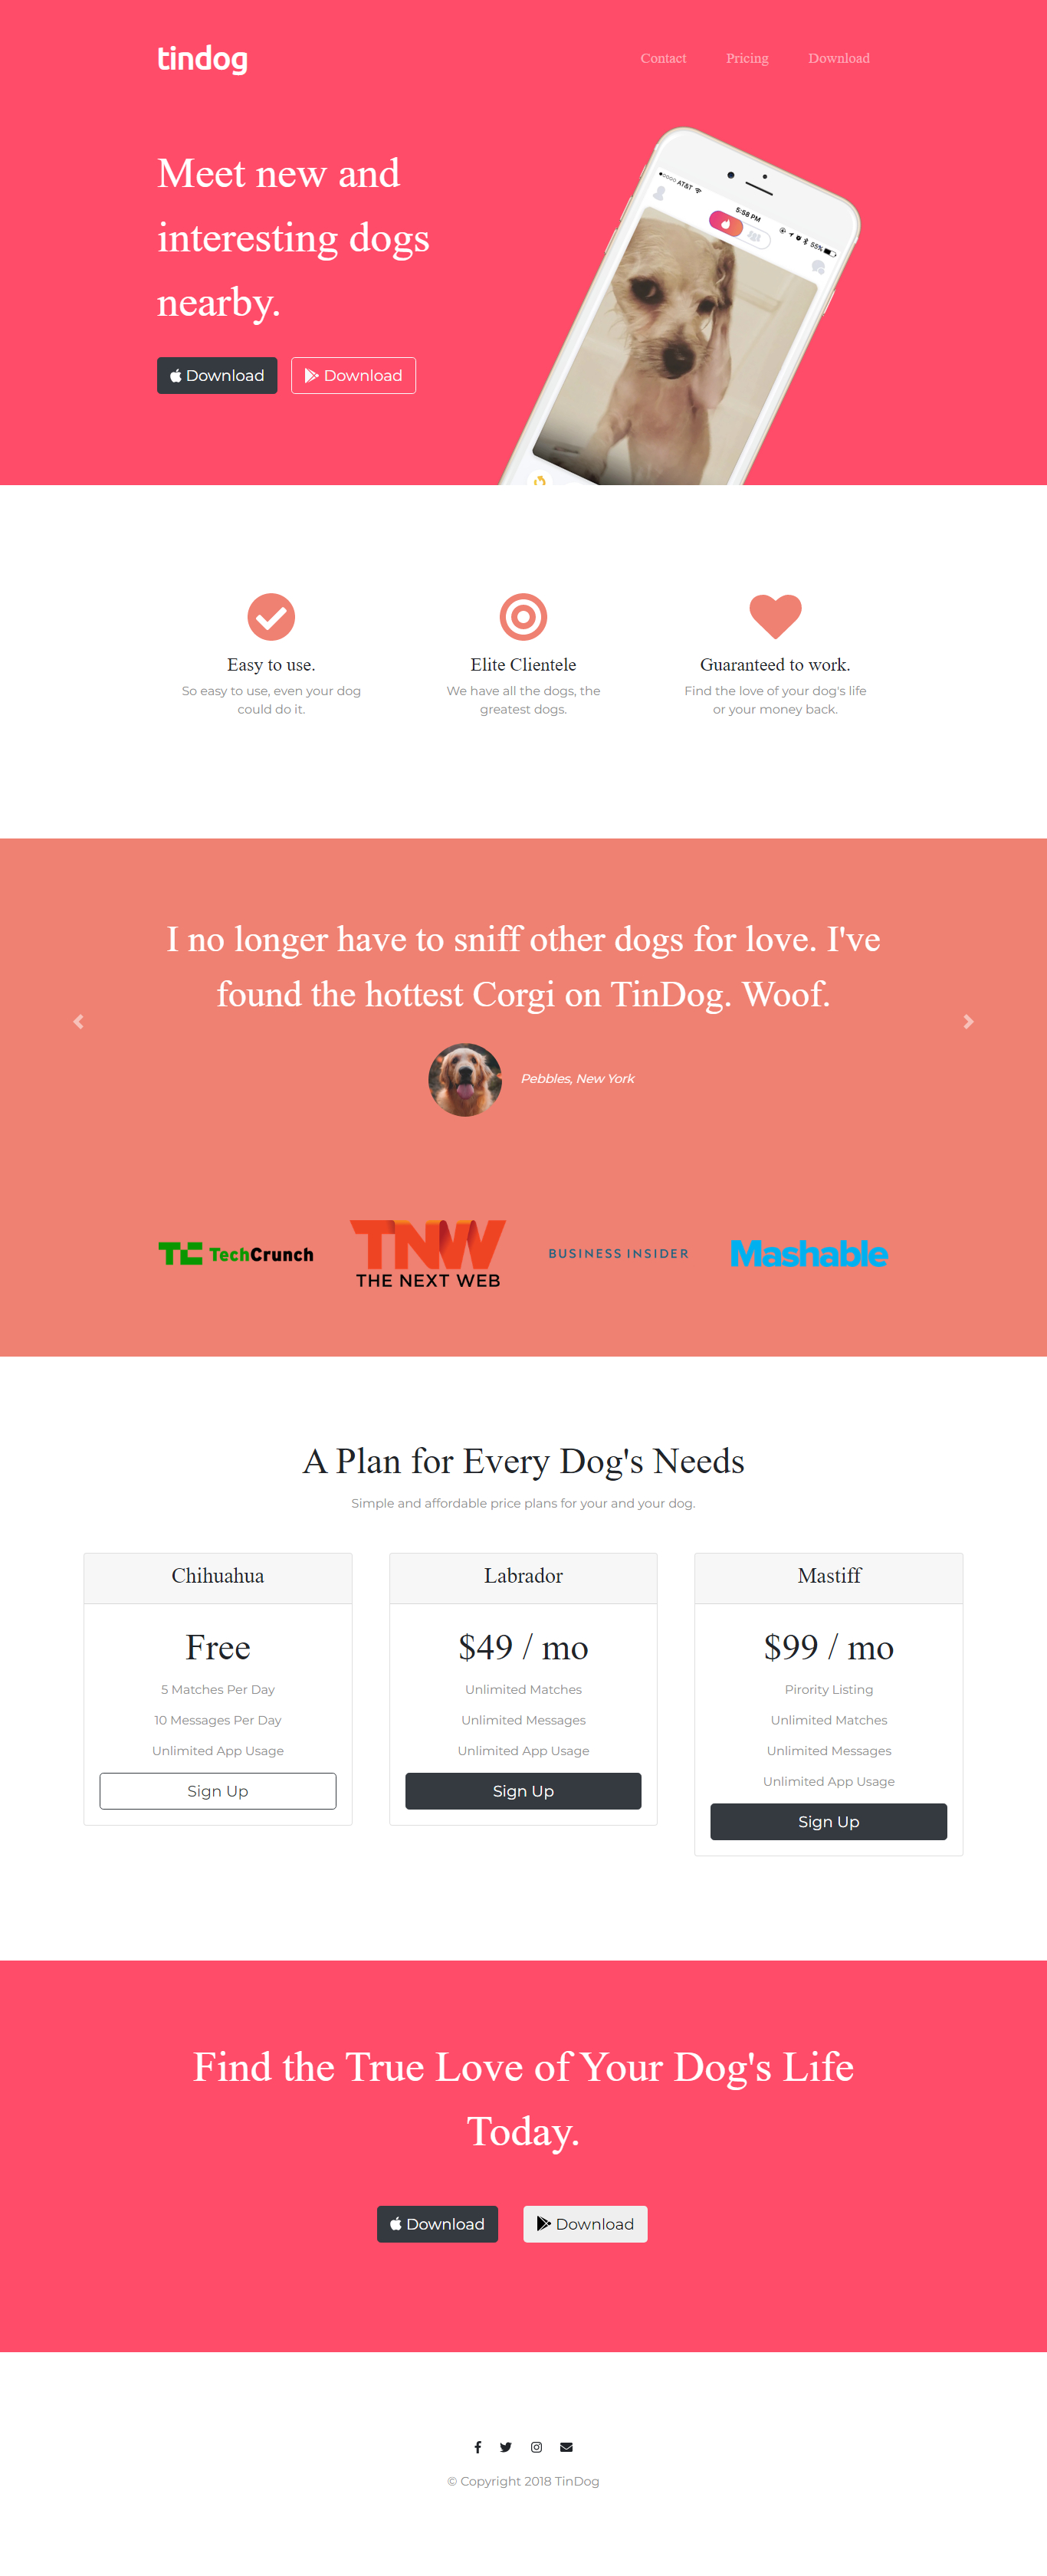 tindog
Contact Pricing Download
Meet new and
interesting dogs
nearby.
AT&T 5:58 PM 55%
Download Download
Easy to use.
So easy to use, even your dog
could do it.
Elite Clientele
We have all the dogs, the
greatest dogs.
Guaranteed to work.
Find the love of your dog's life
or your money back.
I no longer have to sniff other dogs for love. I've
found the hottest Corgi on TinDog. Woof.
Pebbles, New York
TC TechCrunch
TNW
THE NEXT WEB
BUSINESS INSIDER
Mashable
A Plan for Every Dog's Needs
Simple and affordable price plans for your and your dog.
Chihuahua
Free
5 Matches Per Day
10 Messages Per Day
Unlimited App Usage
Sign Up
Labrador
$49 / mo
Unlimited Matches
Unlimited Messages
Unlimited App Usage
Sign Up
Mastiff
$99 / mo
Pirority Listing
Unlimited Matches
Unlimited Messages
Unlimited App Usage
Sign Up
Find the True Love of Your Dog's Life
Today.
Download Download
© Copyright 2018 TinDog